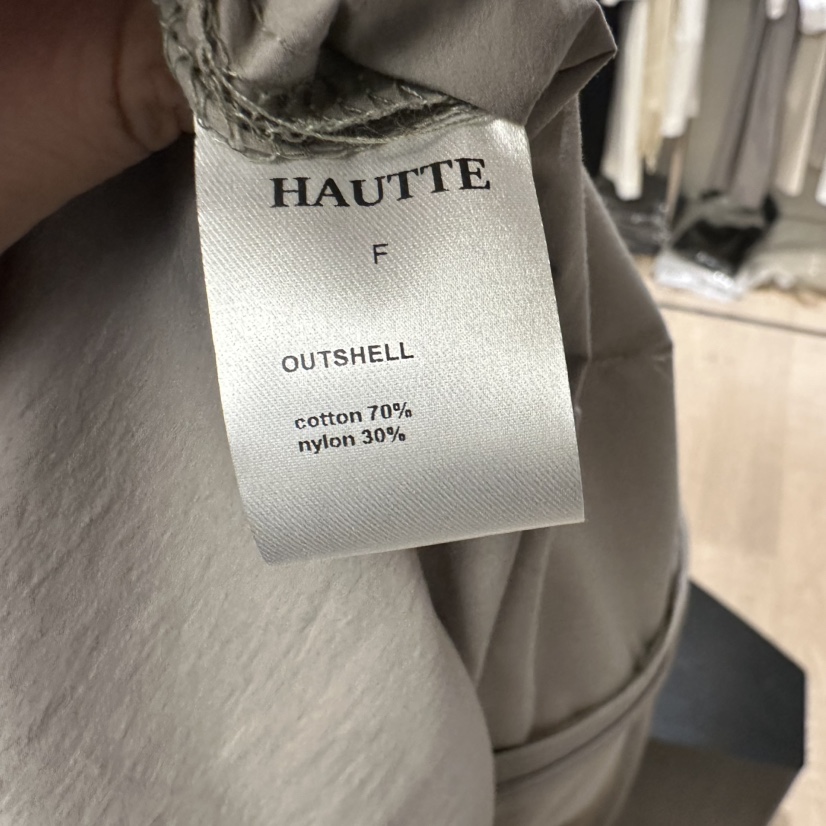 HAUTTE
F
OUTSHELL
cotton 70%
nylon 30%